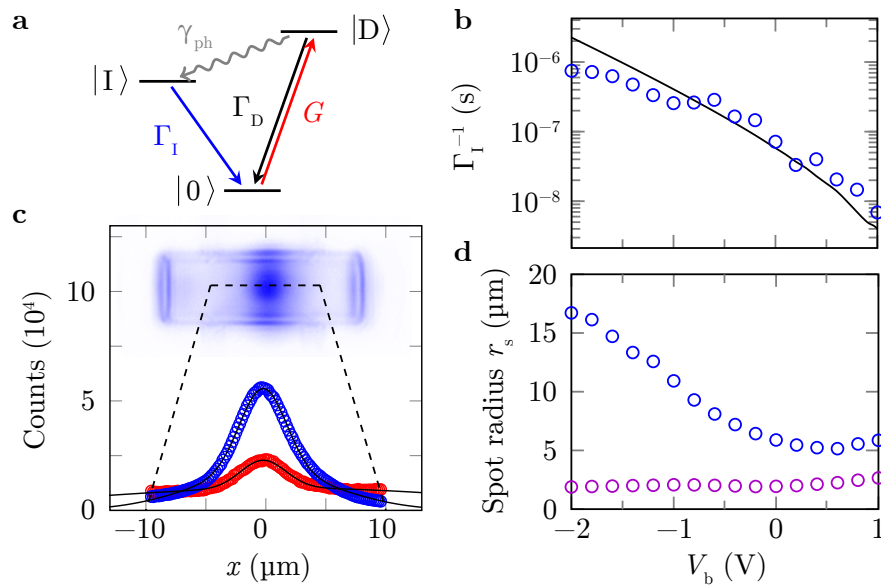 a
|D⟩
γph
|I⟩
ΓI
ΓD
G
|0⟩
b
ΓI⁻¹ (s)
10⁻⁶
10⁻⁷
10⁻⁸
c
Counts (10⁴)
10
5
0
−10
0
10
x (µm)
d
Spot radius rs (µm)
20
15
10
5
0
−2
−1
0
1
Vb (V)